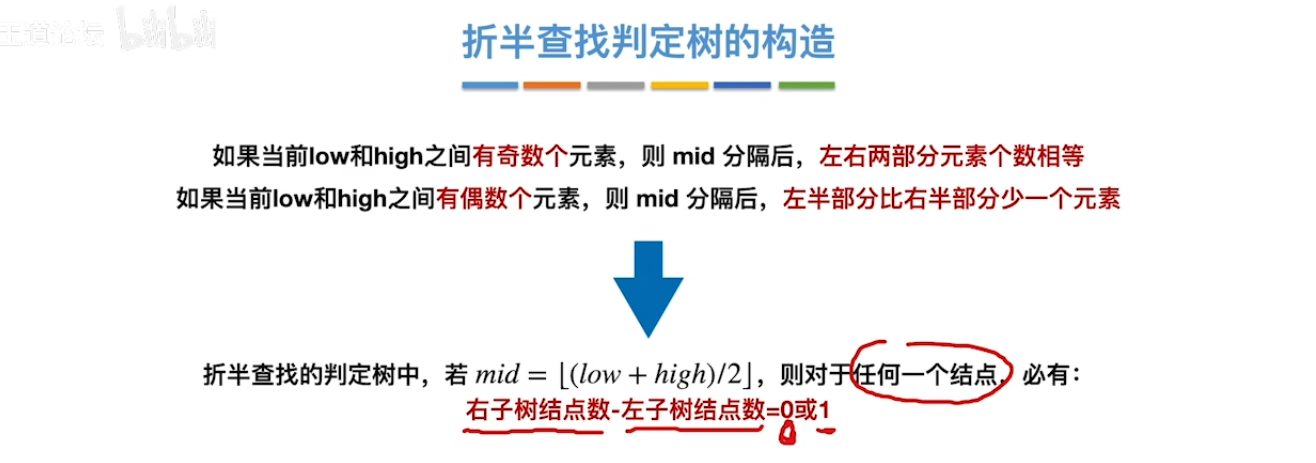 王道论坛 bilibili
折半查找判定树的构造
如果当前low和high之间有奇数个元素，则 mid 分隔后，左右两部分元素个数相等
如果当前low和high之间有偶数个元素，则 mid 分隔后，左半部分比右半部分少一个元素
折半查找的判定树中，若 mid = ⌊(low + high)/2⌋，则对于任何一个结点，必有：
右子树结点数-左子树结点数=0或1